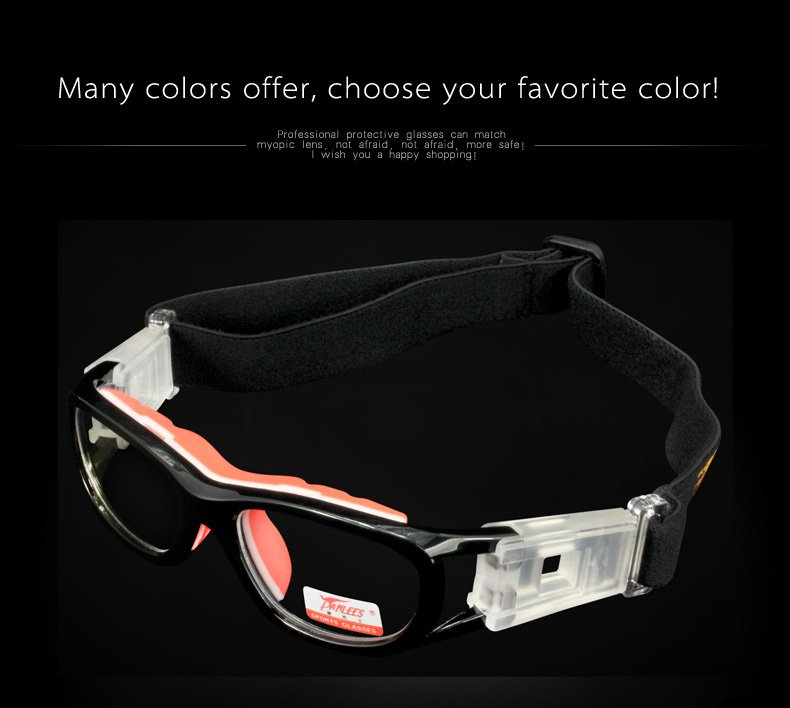 Many colors offer, choose your favorite color!
Professional protective glasses can match
myopic lens, not afraid, not afraid, more safe!
I wish you a happy shopping!
PANLEES
SPORTS GLASSES